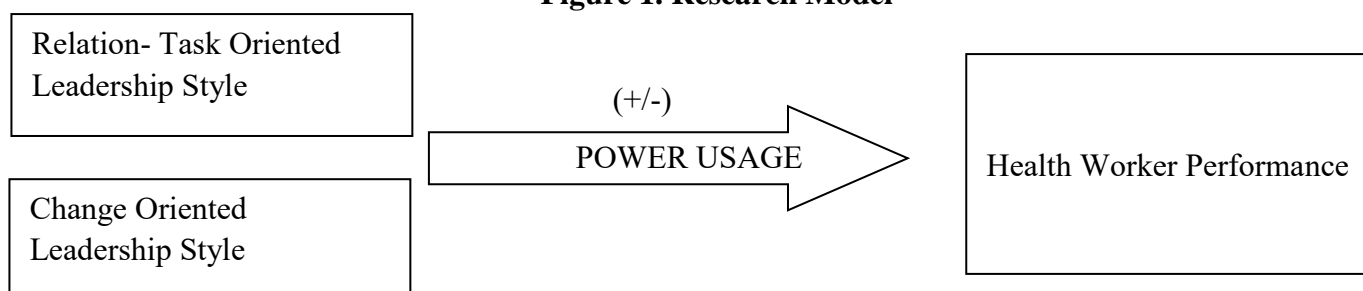 Figure 1. Research Model
Relation- Task Oriented
Leadership Style
(+/-)
POWER USAGE
Health Worker Performance
Change Oriented
Leadership Style